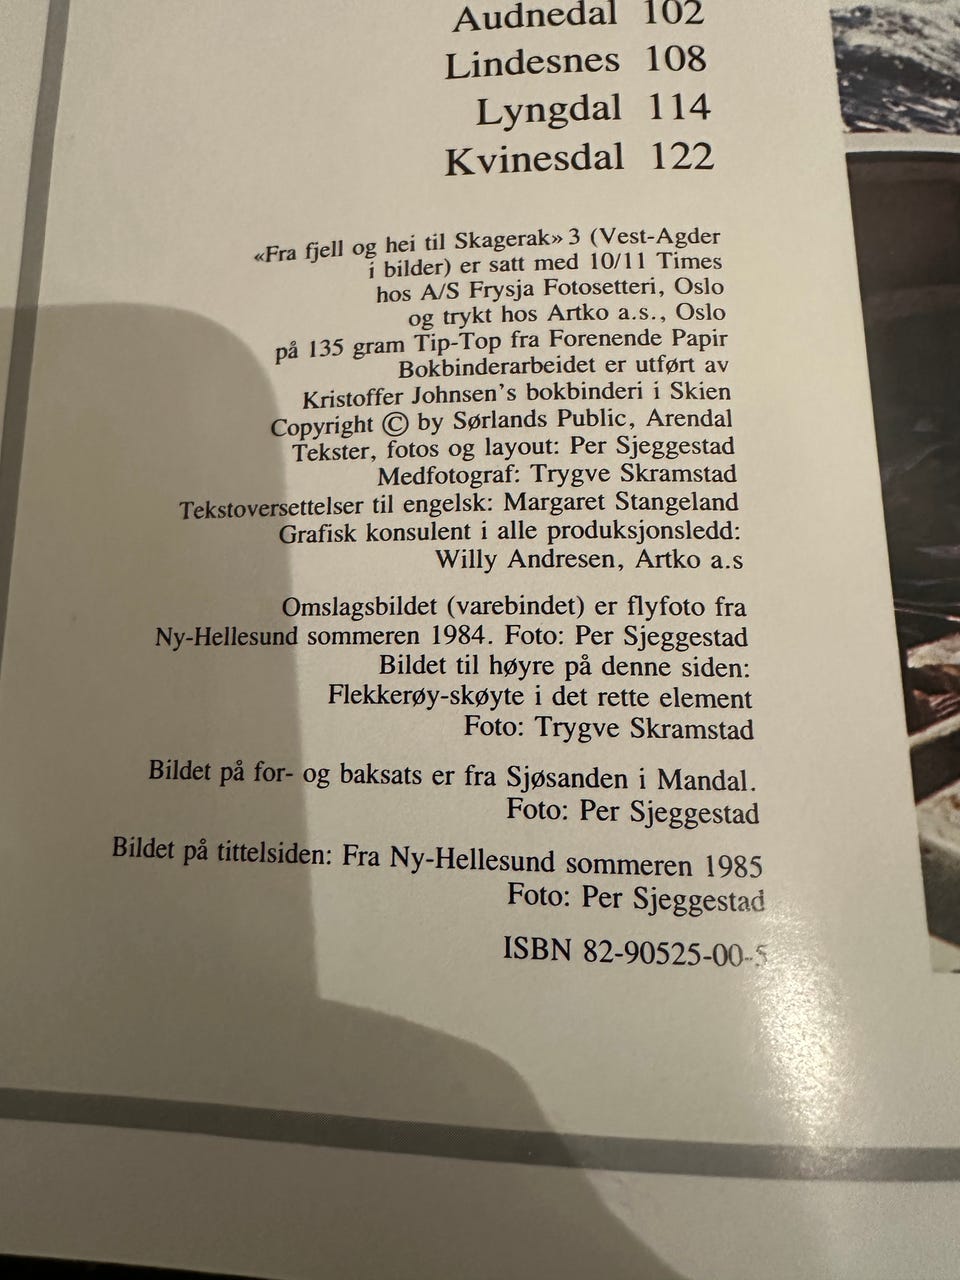 Audnedal 102
Lindesnes 108
Lyngdal 114
Kvinesdal 122
«Fra fjell og hei til Skagerak» 3 (Vest-Agder
i bilder) er satt med 10/11 Times
hos A/S Frysja Fotosetteri, Oslo
og trykt hos Artko a.s., Oslo
på 135 gram Tip-Top fra Forenende Papir
Bokbinderarbeidet er utført av
Kristoffer Johnsen's bokbinderi i Skien
Copyright © by Sørlands Public, Arendal
Tekster, fotos og layout: Per Sjeggestad
Medfotograf: Trygve Skramstad
Tekstoversettelser til engelsk: Margaret Stangeland
Grafisk konsulent i alle produksjonsledd:
Willy Andresen, Artko a.s
Omslagsbildet (varebindet) er flyfoto fra
Ny-Hellesund sommeren 1984. Foto: Per Sjeggestad
Bildet til høyre på denne siden:
Flekkerøy-skøyte i det rette element
Foto: Trygve Skramstad
Bildet på for- og baksats er fra Sjøsanden i Mandal.
Foto: Per Sjeggestad
Bildet på tittelsiden: Fra Ny-Hellesund sommeren 1985
Foto: Per Sjeggestad
ISBN 82-90525-00-5